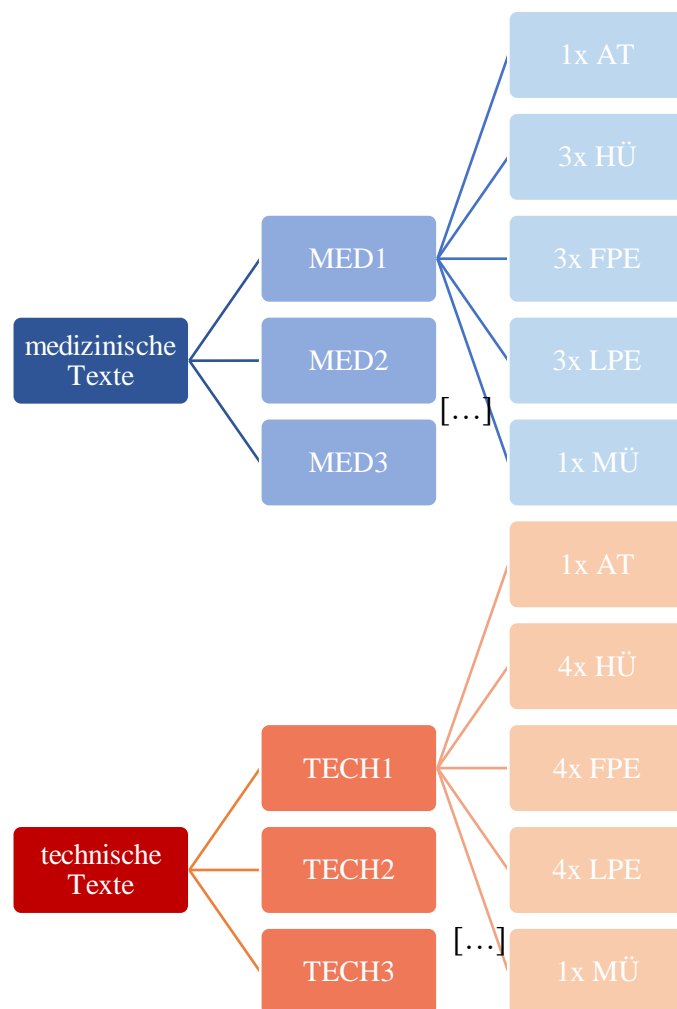 1x AT
3x HÜ
MED1
3x FPE
medizinische
Texte
MED2
3x LPE
[…]
MED3
1x MÜ
1x AT
4x HÜ
TECH1
4x FPE
technische
Texte
TECH2
4x LPE
[…]
TECH3
1x MÜ